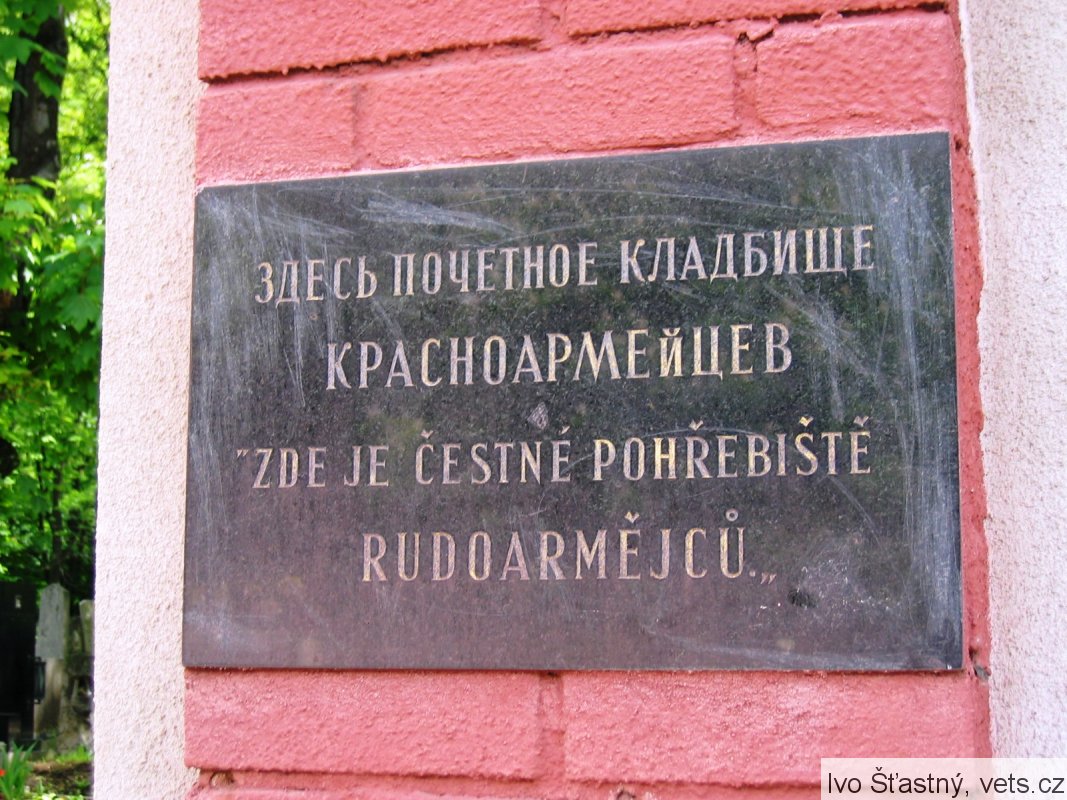 ЗДЕСЬ ПОЧЕТНОЕ КЛАДБИЩЕ
КРАСНОАРМЕЙЦЕВ
"ZDE JE ČESTNÉ POHŘEBIŠTĚ
RUDOARMĚJCŮ.„
Ivo Šťastný, vets.cz